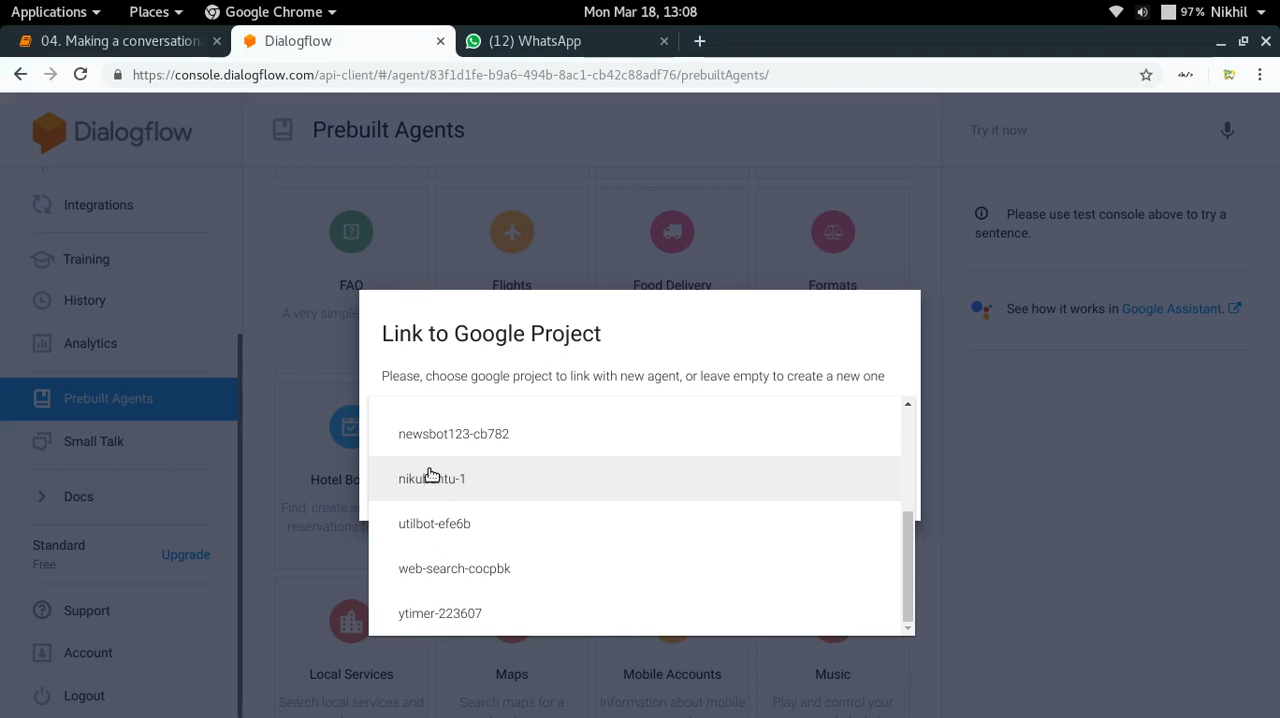 Applications
Places
Google Chrome
Mon Mar 18, 13:08
97%
Nikhil
04. Making a conversation
Dialogflow
(12) WhatsApp
https://console.dialogflow.com/api-client/#/agent/83f1d1fe-b9a6-494b-8ac1-cb42c88adf76/prebuiltAgents/
Dialogflow
Prebuilt Agents
Try it now
Integrations
Training
History
Analytics
Prebuilt Agents
Small Talk
Docs
Standard
Free
Upgrade
Support
Account
Logout
FAQ
Flights
Food Delivery
Formats
A very simple
Please use test console above to try a
sentence.
See how it works in Google Assistant.
Link to Google Project
Please, choose google project to link with new agent, or leave empty to create a new one
newsbot123-cb782
nikubuntu-1
utilbot-efe6b
web-search-cocpbk
ytimer-223607
Hotel Bo
Find, create a
reservations f
Local Services
Maps
Mobile Accounts
Music
Search local services and
Search maps for a
Information about mobile
Play and control your